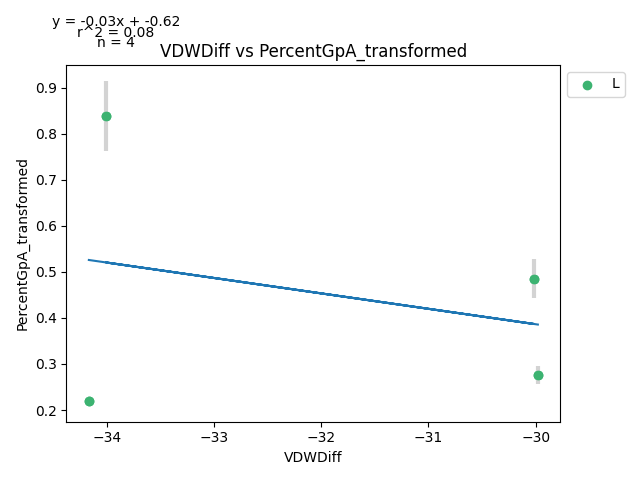 y = -0.03x + -0.62
r^2 = 0.08
n = 4
VDWDiff vs PercentGpA_transformed
L
PercentGpA_transformed
0.9
0.8
0.7
0.6
0.5
0.4
0.3
0.2
−34
−33
−32
−31
−30
VDWDiff